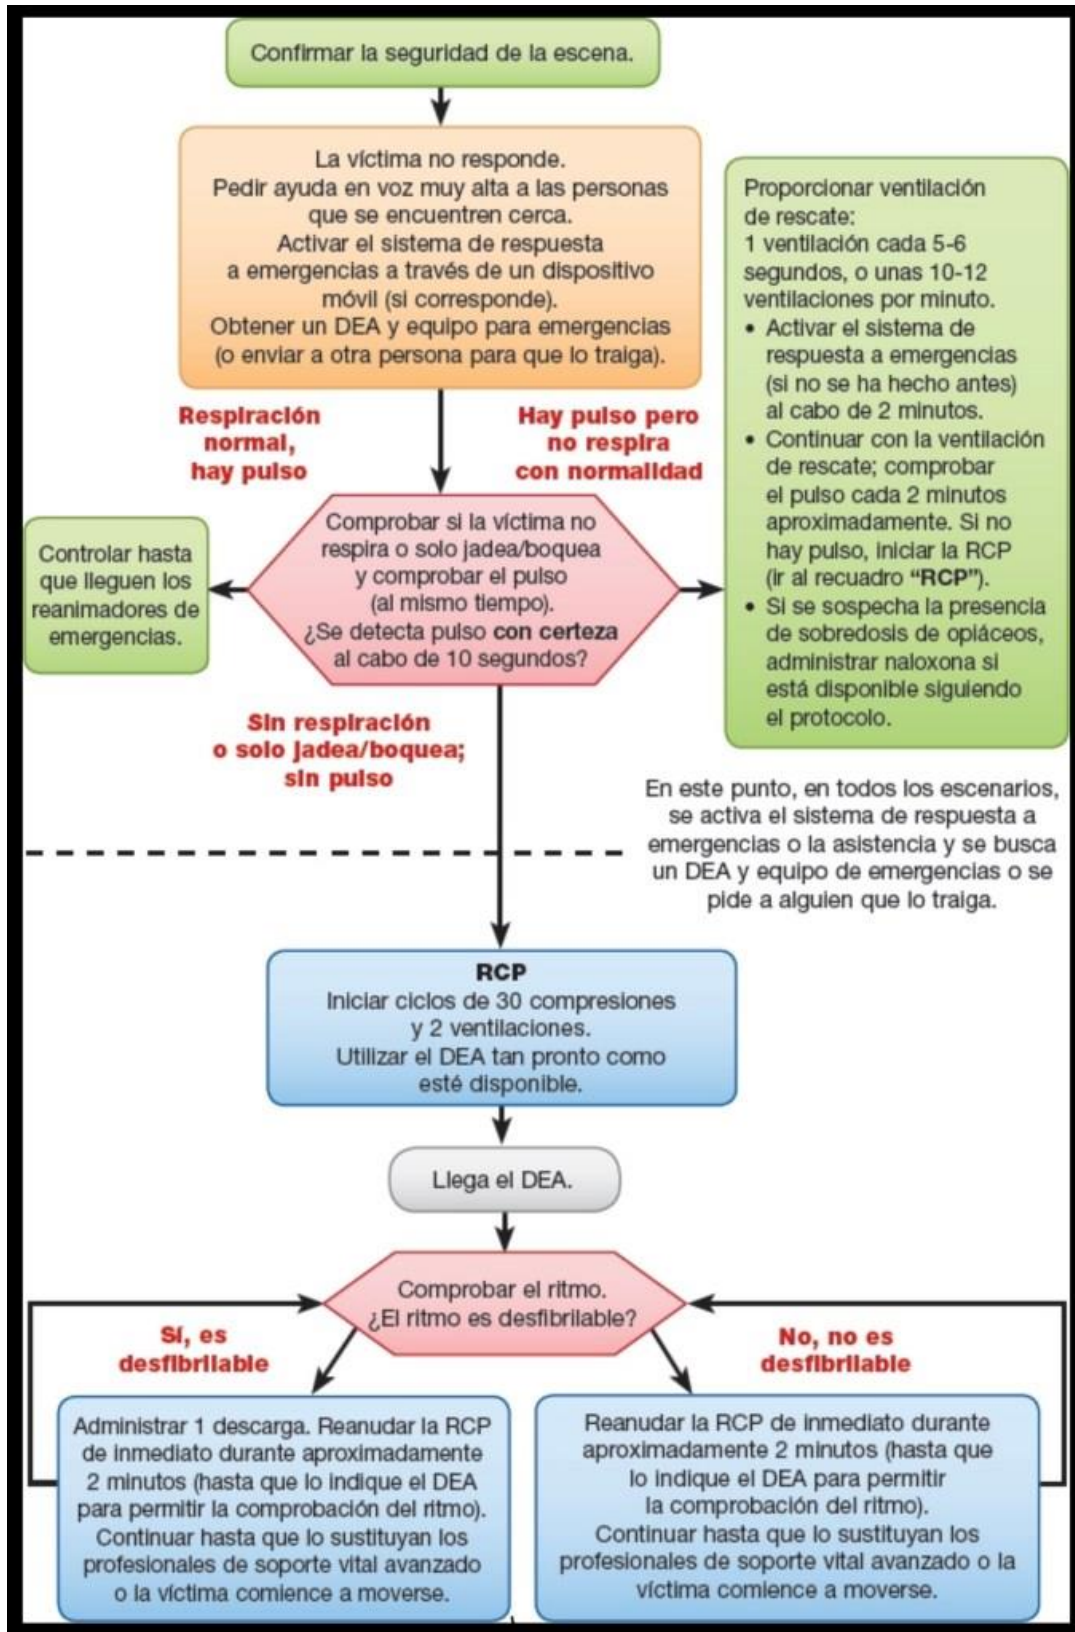 Confirmar la seguridad de la escena.
La víctima no responde.
Pedir ayuda en voz muy alta a las personas
que se encuentren cerca.
Activar el sistema de respuesta
a emergencias a través de un dispositivo
móvil (si corresponde).
Obtener un DEA y equipo para emergencias
(o enviar a otra persona para que lo traiga).
Respiración
normal,
hay pulso
Hay pulso pero
no respira
con normalidad
Proporcionar ventilación
de rescate:
1 ventilación cada 5-6
segundos, o unas 10-12
ventilaciones por minuto.
• Activar el sistema de
respuesta a emergencias
(si no se ha hecho antes)
al cabo de 2 minutos.
• Continuar con la ventilación
de rescate; comprobar
el pulso cada 2 minutos
aproximadamente. Si no
hay pulso, iniciar la RCP
(ir al recuadro “RCP”).
• Si se sospecha la presencia
de sobredosis de opiáceos,
administrar naloxona si
está disponible siguiendo
el protocolo.
Controlar hasta
que lleguen los
reanimadores de
emergencias.
Comprobar si la víctima no
respira o solo jadea/boquea
y comprobar el pulso
(al mismo tiempo).
¿Se detecta pulso con certeza
al cabo de 10 segundos?
Sin respiración
o solo jadea/boquea;
sin pulso
En este punto, en todos los escenarios,
se activa el sistema de respuesta a
emergencias o la asistencia y se busca
un DEA y equipo de emergencias o se
pide a alguien que lo traiga.
RCP
Iniciar ciclos de 30 compresiones
y 2 ventilaciones.
Utilizar el DEA tan pronto como
esté disponible.
Llega el DEA.
Comprobar el ritmo.
¿El ritmo es desfibrilable?
Sí, es
desfibrilable
No, no es
desfibrilable
Administrar 1 descarga. Reanudar la RCP
de inmediato durante aproximadamente
2 minutos (hasta que lo indique el DEA
para permitir la comprobación del ritmo).
Continuar hasta que lo sustituyan los
profesionales de soporte vital avanzado
o la víctima comience a moverse.
Reanudar la RCP de inmediato durante
aproximadamente 2 minutos (hasta que
lo indique el DEA para permitir
la comprobación del ritmo).
Continuar hasta que lo sustituyan los
profesionales de soporte vital avanzado o la
víctima comience a moverse.